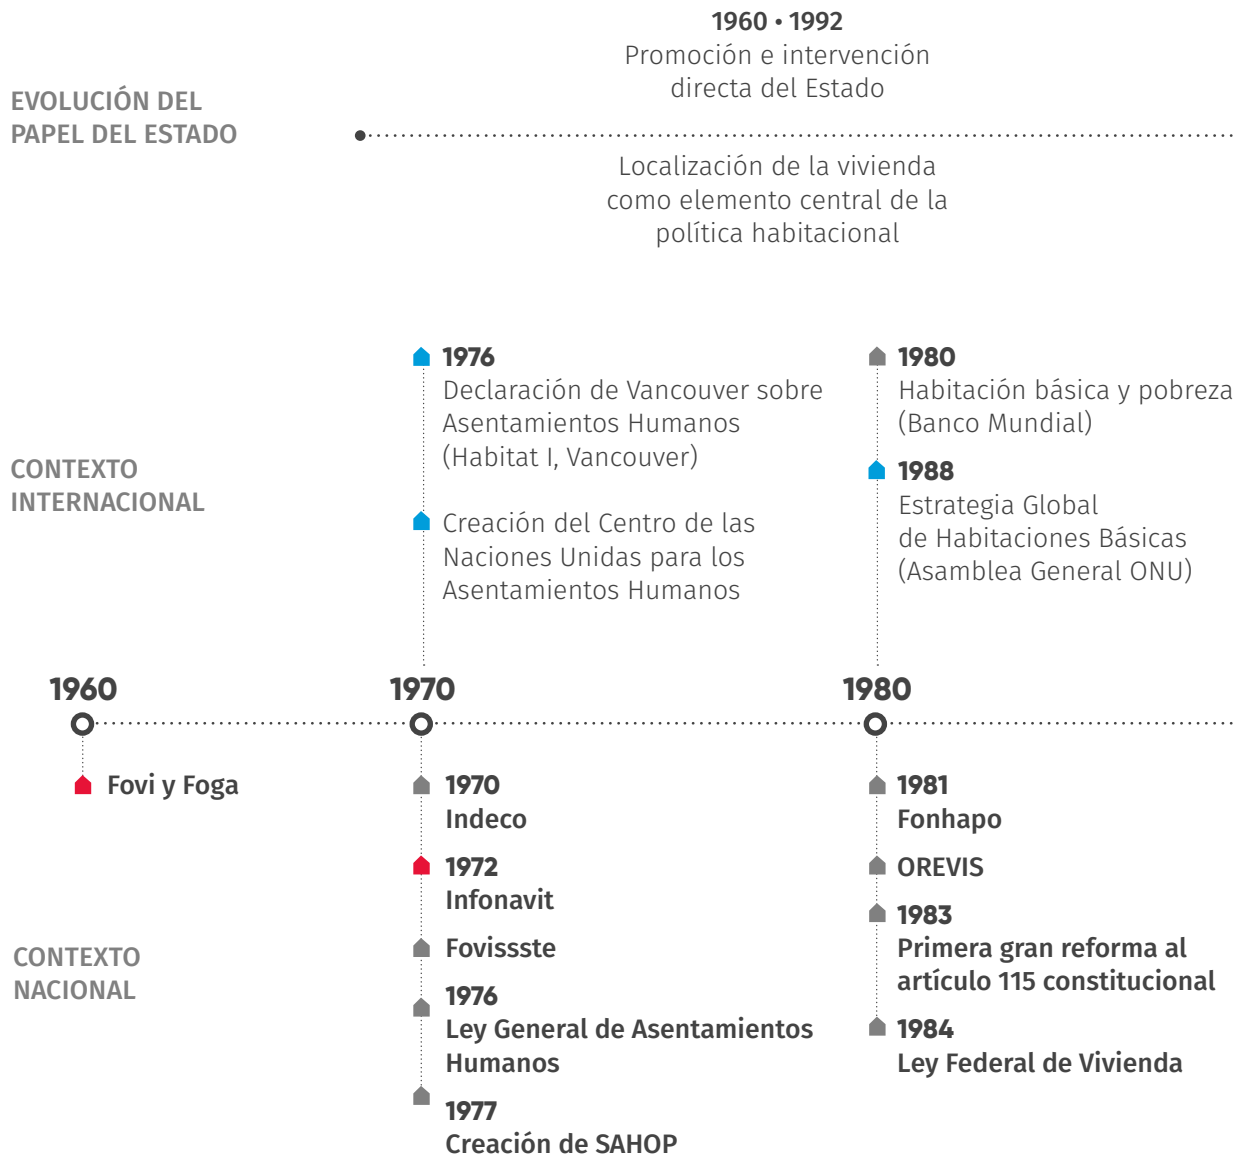 1960 • 1992
Promoción e intervención
directa del Estado
EVOLUCIÓN DEL
PAPEL DEL ESTADO
Localización de la vivienda
como elemento central de la
política habitacional
CONTEXTO
INTERNACIONAL
1976
Declaración de Vancouver sobre
Asentamientos Humanos
(Habitat I, Vancouver)
Creación del Centro de las
Naciones Unidas para los
Asentamientos Humanos
1980
Habitación básica y pobreza
(Banco Mundial)
1988
Estrategia Global
de Habitaciones Básicas
(Asamblea General ONU)
1960
1970
1980
CONTEXTO
NACIONAL
Fovi y Foga
1970
Indeco
1972
Infonavit
Fovissste
1976
Ley General de Asentamientos
Humanos
1977
Creación de SAHOP
1981
Fonhapo
OREVIS
1983
Primera gran reforma al
artículo 115 constitucional
1984
Ley Federal de Vivienda